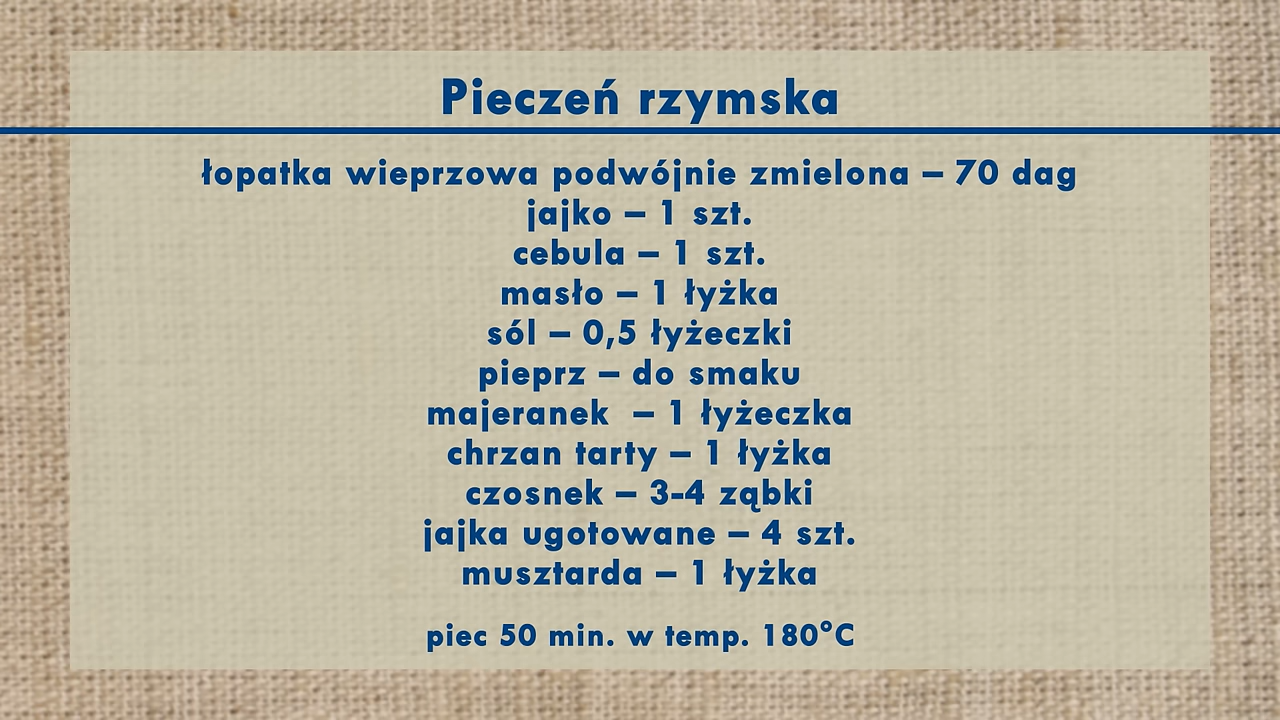 Pieczeń rzymska
łopatka wieprzowa podwójnie zmielona – 70 dag
jajko – 1 szt.
cebula – 1 szt.
masło – 1 łyżka
sól – 0,5 łyżeczki
pieprz – do smaku
majeranek – 1 łyżeczka
chrzan tarty – 1 łyżka
czosnek – 3-4 ząbki
jajka ugotowane – 4 szt.
musztarda – 1 łyżka
piec 50 min. w temp. 180°C